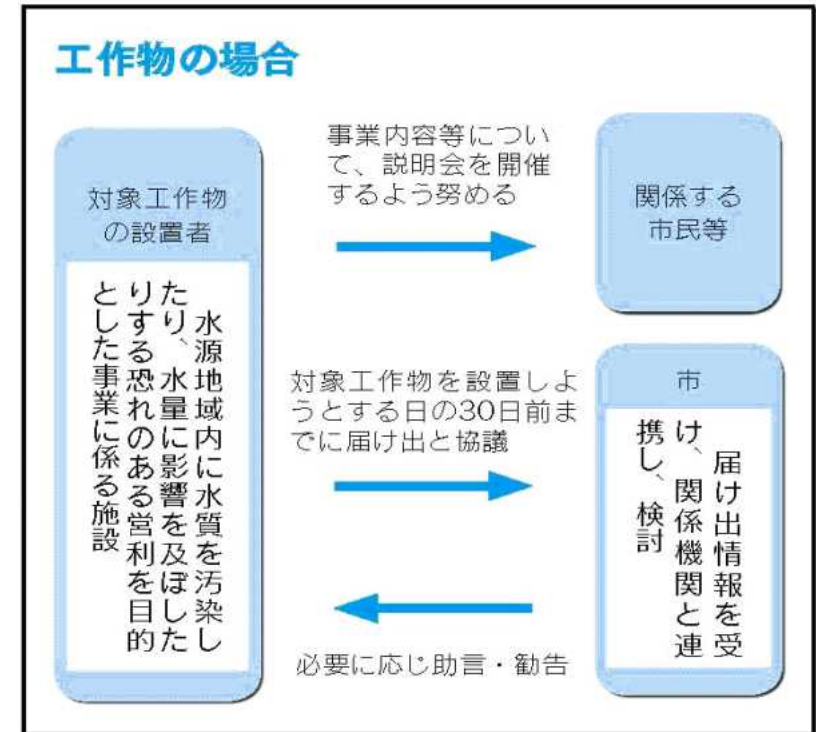 工作物の場合
対象工作物
の設置者
水源地域内に水質を汚染し
たり、水量に影響を及ぼした
りする恐れのある営利を目的
とした事業に係る施設
事業内容等につい
て、説明会を開催
するよう努める
関係する
市民等
対象工作物を設置しよ
うとする日の30日前ま
でに届け出と協議
市
届け出情報を受
け、関係機関と連
携し、検討
必要に応じ助言・勧告